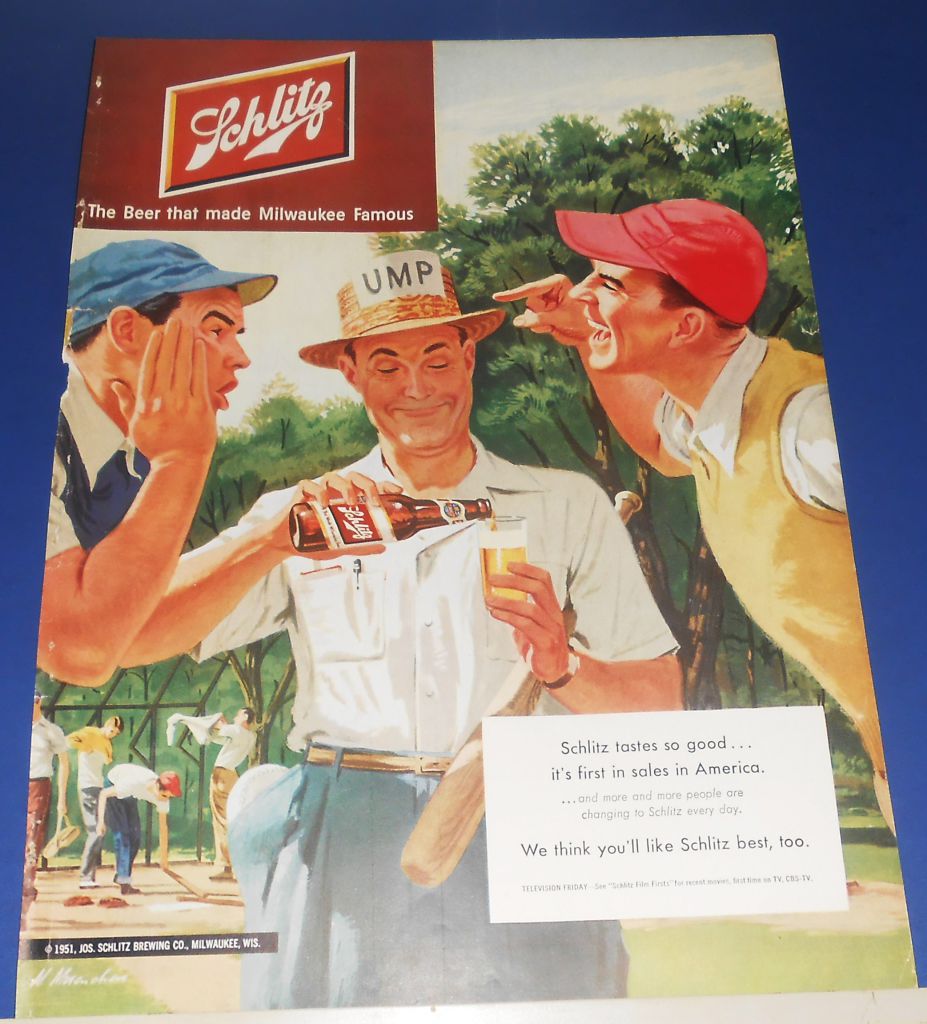 Schlitz
The Beer that made Milwaukee Famous
UMP
Schlitz
Schlitz tastes so good...
it's first in sales in America.
...and more and more people are
changing to Schlitz every day.
We think you'll like Schlitz best, too.
TELEVISION FRIDAY—See "Schlitz Film Firsts" for recent movies, first time on TV, CBS-TV.
© 1951, JOS. SCHLITZ BREWING CO., MILWAUKEE, WIS.